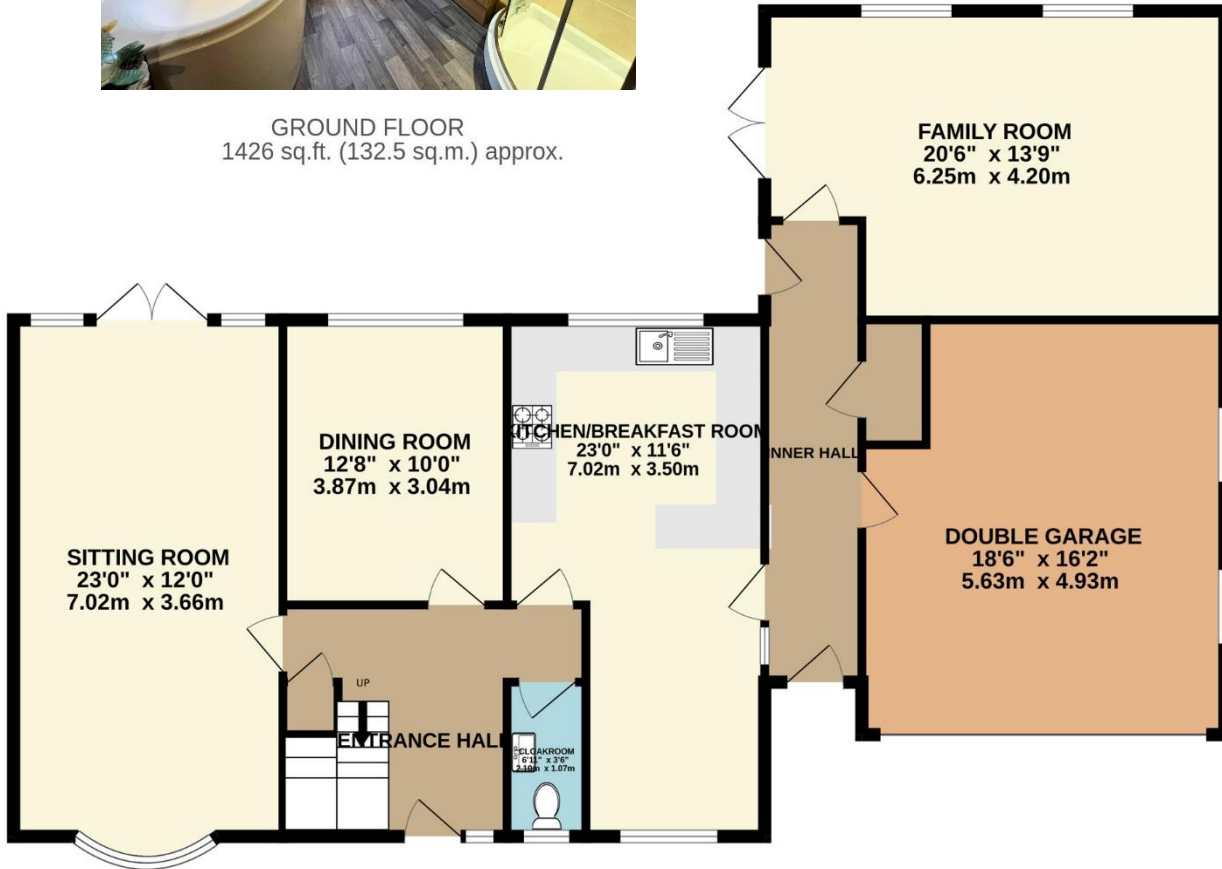 GROUND FLOOR
1426 sq.ft. (132.5 sq.m.) approx.
FAMILY ROOM
20'6" x 13'9"
6.25m x 4.20m
KITCHEN/BREAKFAST ROOM
23'0" x 11'6"
7.02m x 3.50m
DINING ROOM
12'8" x 10'0"
3.87m x 3.04m
INNER HALL
SITTING ROOM
23'0" x 12'0"
7.02m x 3.66m
DOUBLE GARAGE
18'6" x 16'2"
5.63m x 4.93m
UP
ENTRANCE HALL
CLOAKROOM
6'11" x 3'6"
2.10m x 1.07m